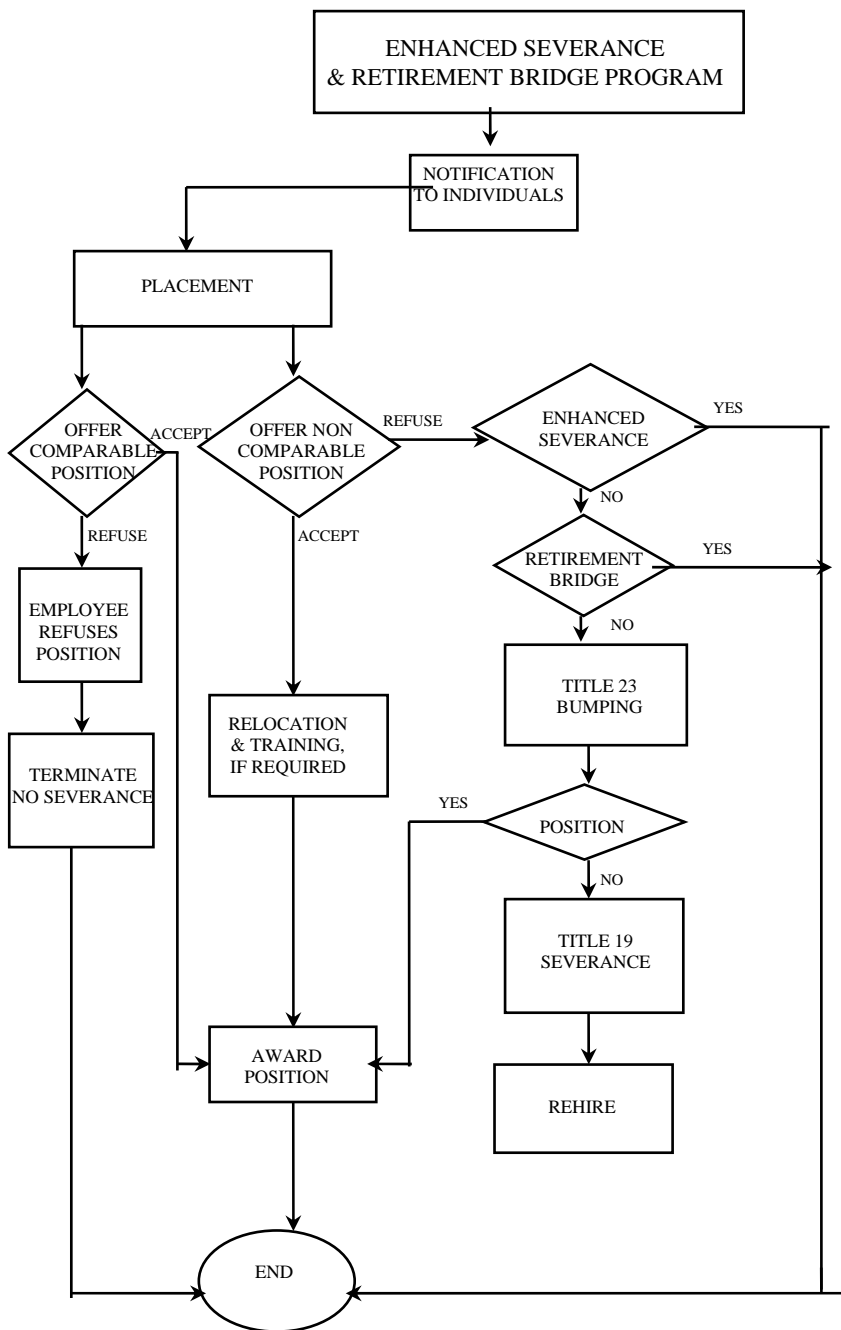 ENHANCED SEVERANCE
& RETIREMENT BRIDGE PROGRAM
NOTIFICATION
TO INDIVIDUALS
PLACEMENT
OFFER
COMPARABLE
POSITION
ACCEPT
OFFER NON
COMPARABLE
POSITION
REFUSE
ENHANCED
SEVERANCE
YES
NO
REFUSE
ACCEPT
RETIREMENT
BRIDGE
YES
NO
EMPLOYEE
REFUSES
POSITION
TITLE 23
BUMPING
RELOCATION
& TRAINING,
IF REQUIRED
TERMINATE
NO SEVERANCE
YES
POSITION
NO
TITLE 19
SEVERANCE
AWARD
POSITION
REHIRE
END